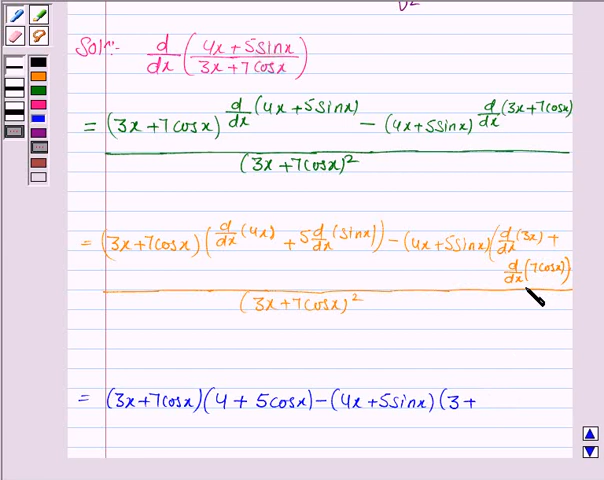 Solⁿ:- d/dx ( (4x + 5sinx) / (3x + 7cosx) )
= (3x + 7cosx) d/dx (4x + 5sinx) − (4x + 5sinx) d/dx (3x + 7cosx)
(3x + 7cosx)²
= (3x + 7cosx) ( d/dx (4x) + 5 d/dx (sinx) ) − (4x + 5sinx) ( d/dx (3x) +
d/dx (7cosx) )
(3x + 7cosx)²
= (3x + 7cosx) (4 + 5cosx) − (4x + 5sinx) (3 +